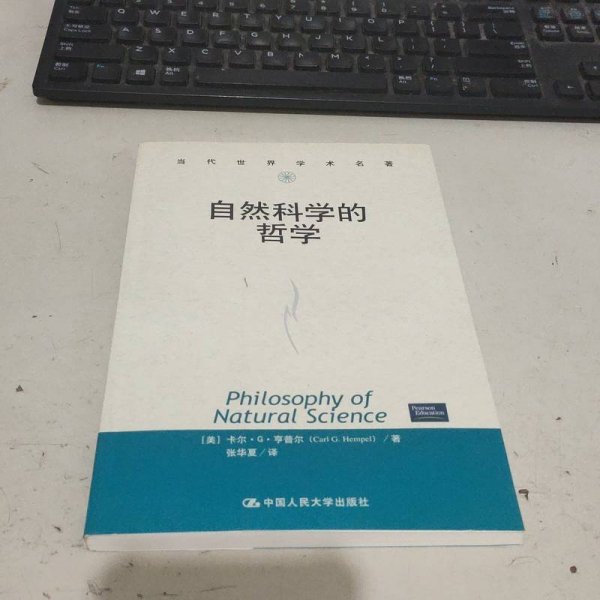 QWERTYUIOP
当代世界学术名著
自然科学的
哲学
Philosophy of
Natural Science
Pearson
Education
[美] 卡尔·G·亨普尔 (Carl G. Hempel) / 著
张华夏 / 译
中国人民大学出版社